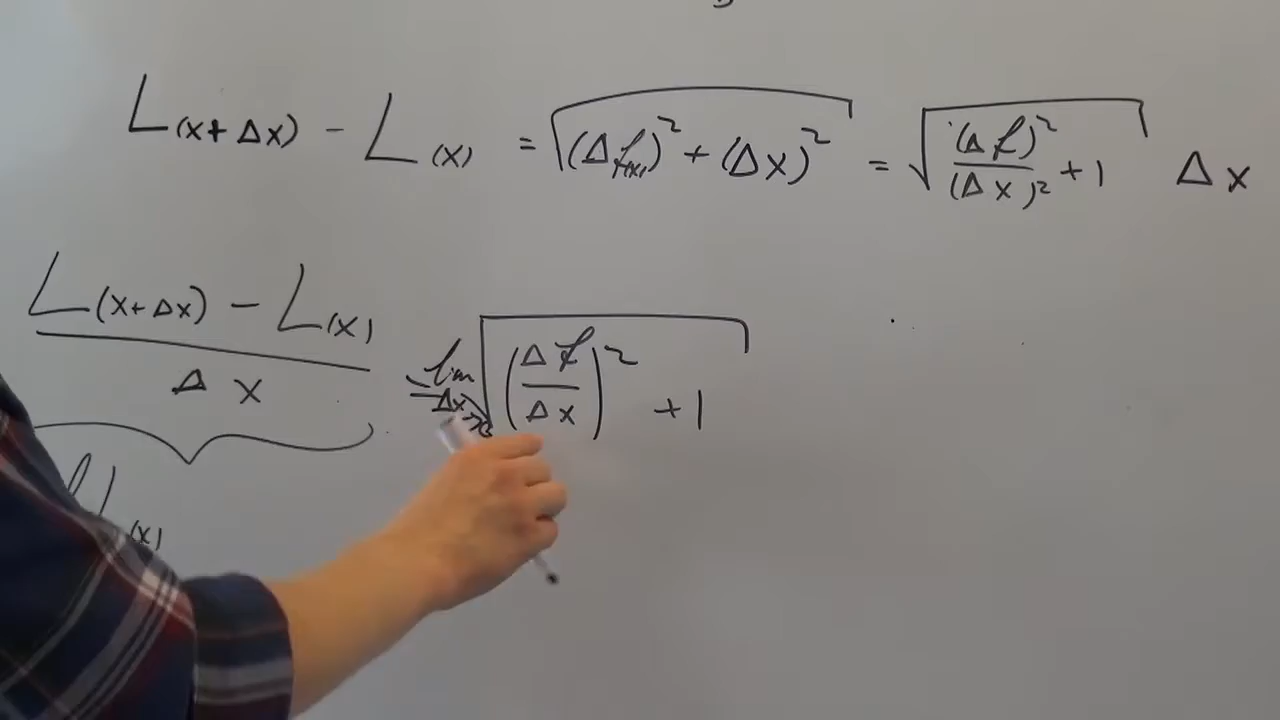 L(x+Δx) - L(x) = √((Δf(x))² + (Δx)²) = √((Δf)²/(Δx)² + 1) Δx
(L(x+Δx) - L(x))/Δx = lim Δx→0 √((Δf/Δx)² + 1)
(x)